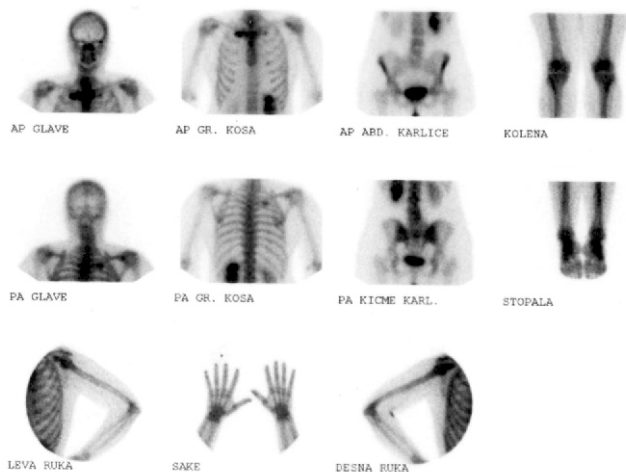 AP GLAVE
AP GR. KOSA
AP ABD. KARLICE
KOLENA
PA GLAVE
PA GR. KOSA
PA KICME KARL.
STOPALA
LEVA RUKA
SAKE
DESNA RUKA